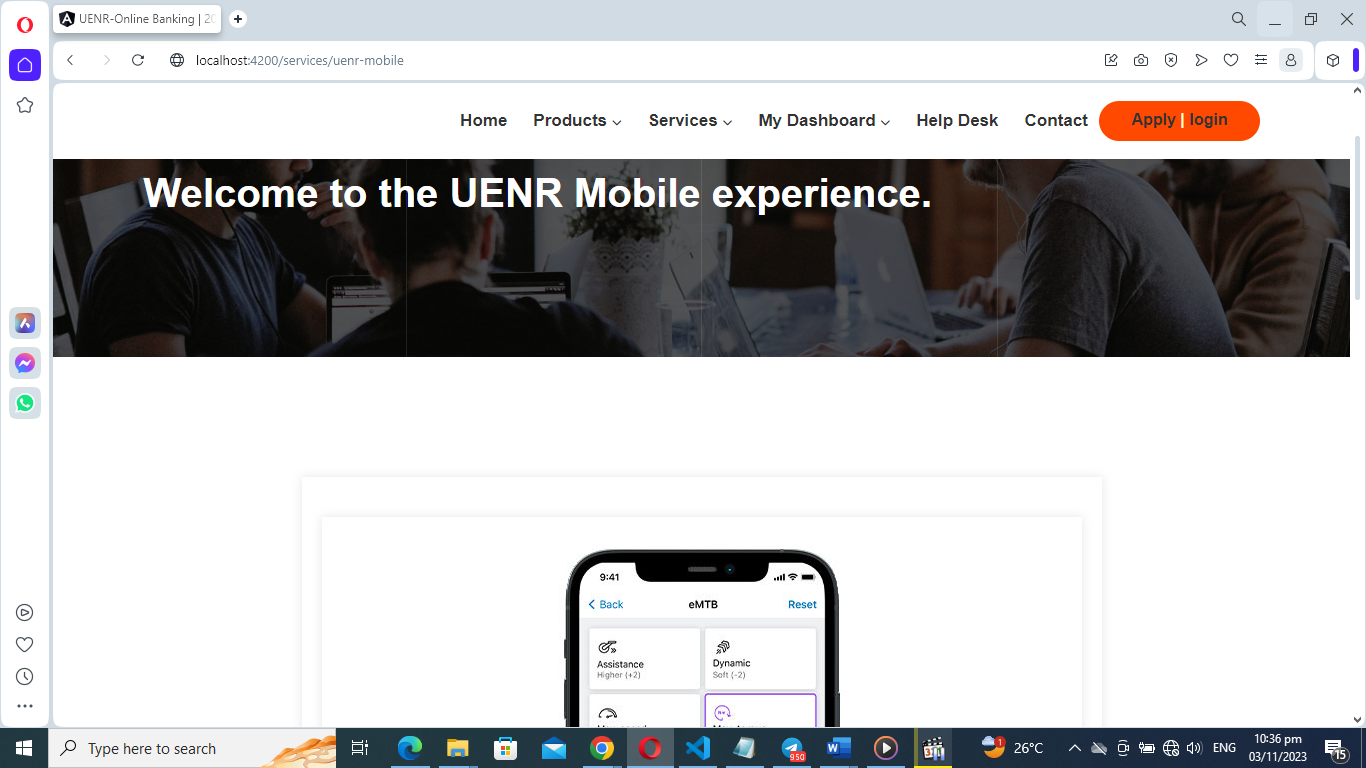 UENR-Online Banking | 20
localhost:4200/services/uenr-mobile
Home Products Services My Dashboard Help Desk Contact Apply | login
Welcome to the UENR Mobile experience.
9:41
Back eMTB Reset
Assistance
Higher (+2)
Dynamic
Soft (-2)
Type here to search
950
1
26°C
ENG
10:36 pm
03/11/2023
15